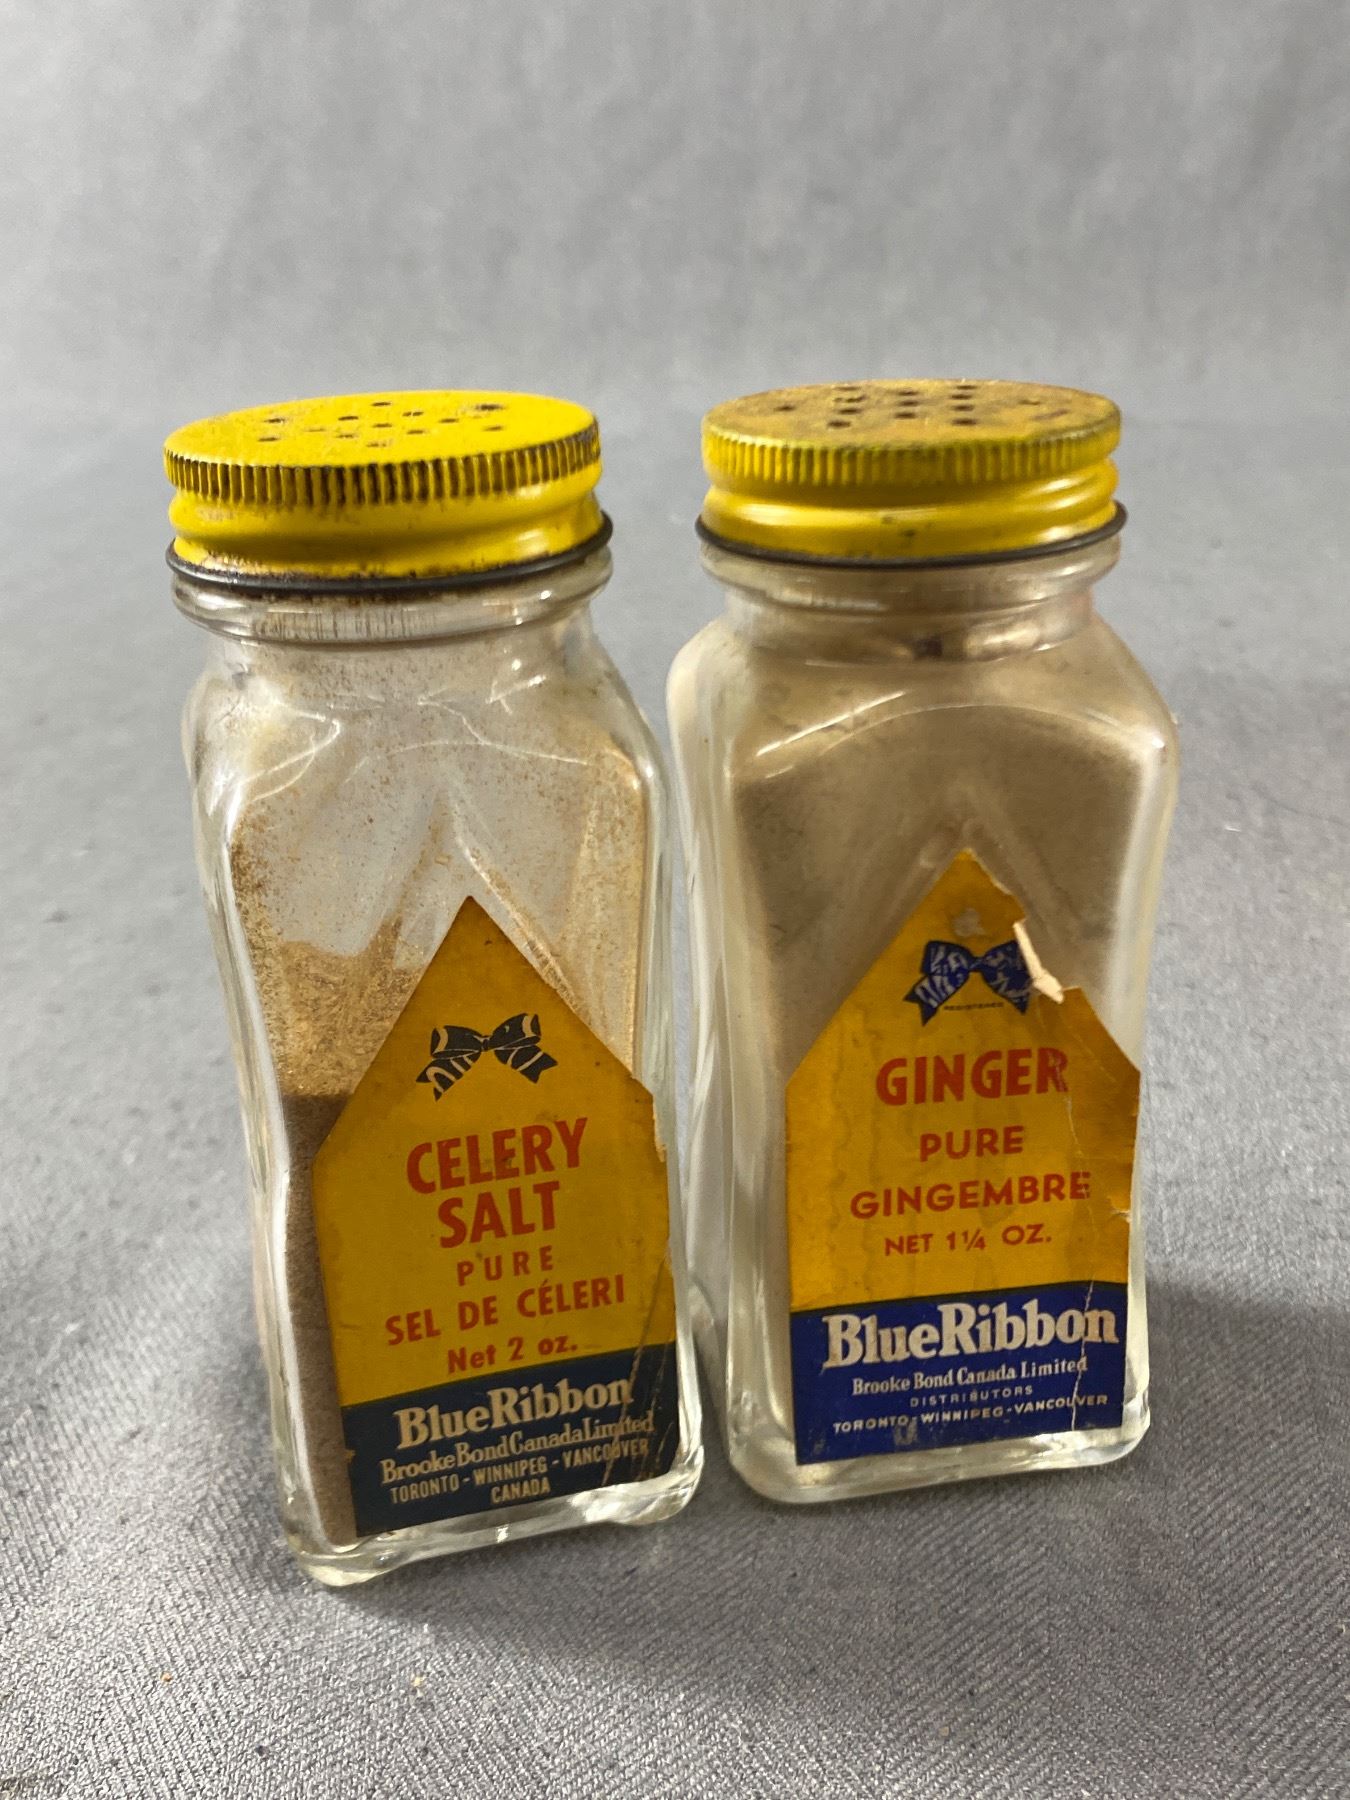 CELERY
SALT
PURE
SEL DE CÉLERI
Net 2 oz.
BlueRibbon
Brooke Bond Canada Limited
TORONTO - WINNIPEG - VANCOUVER
CANADA
REGISTERED
GINGER
PURE
GINGEMBRE
NET 1¼ OZ.
BlueRibbon
Brooke Bond Canada Limited
DISTRIBUTORS
TORONTO - WINNIPEG - VANCOUVER